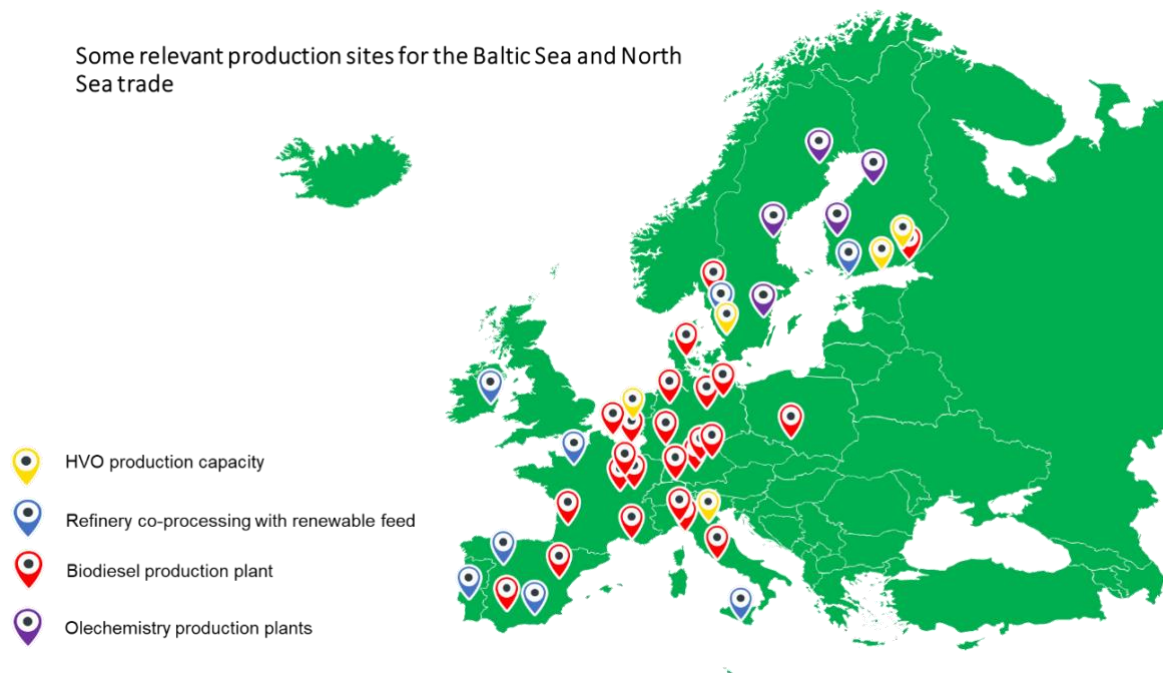 Some relevant production sites for the Baltic Sea and North
Sea trade
HVO production capacity
Refinery co-processing with renewable feed
Biodiesel production plant
Olechemistry production plants